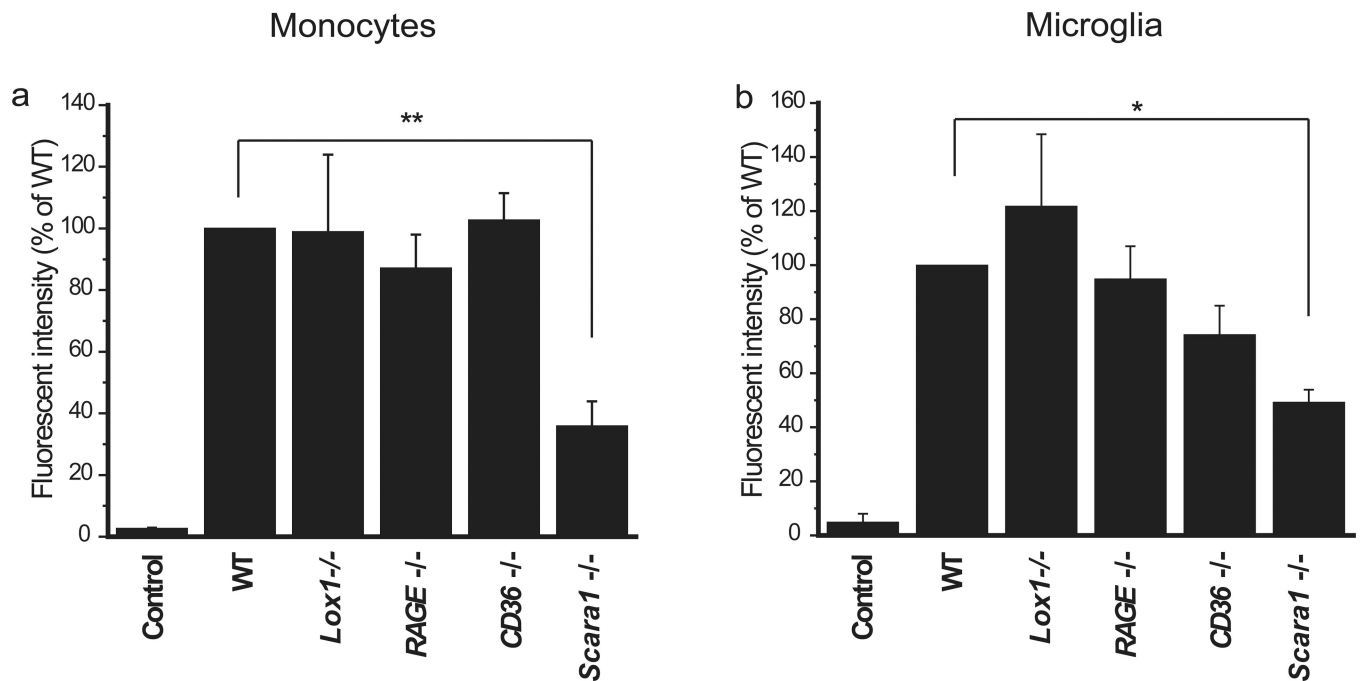 Monocytes
a
Fluorescent intensity (% of WT)
140
120
100
80
60
40
20
0
**
Control
WT
Lox1-/-
RAGE -/-
CD36 -/-
Scara1 -/-
Microglia
b
Fluorescent intensity (% of WT)
160
140
120
100
80
60
40
20
0
*
Control
WT
Lox1-/-
RAGE -/-
CD36 -/-
Scara1 -/-